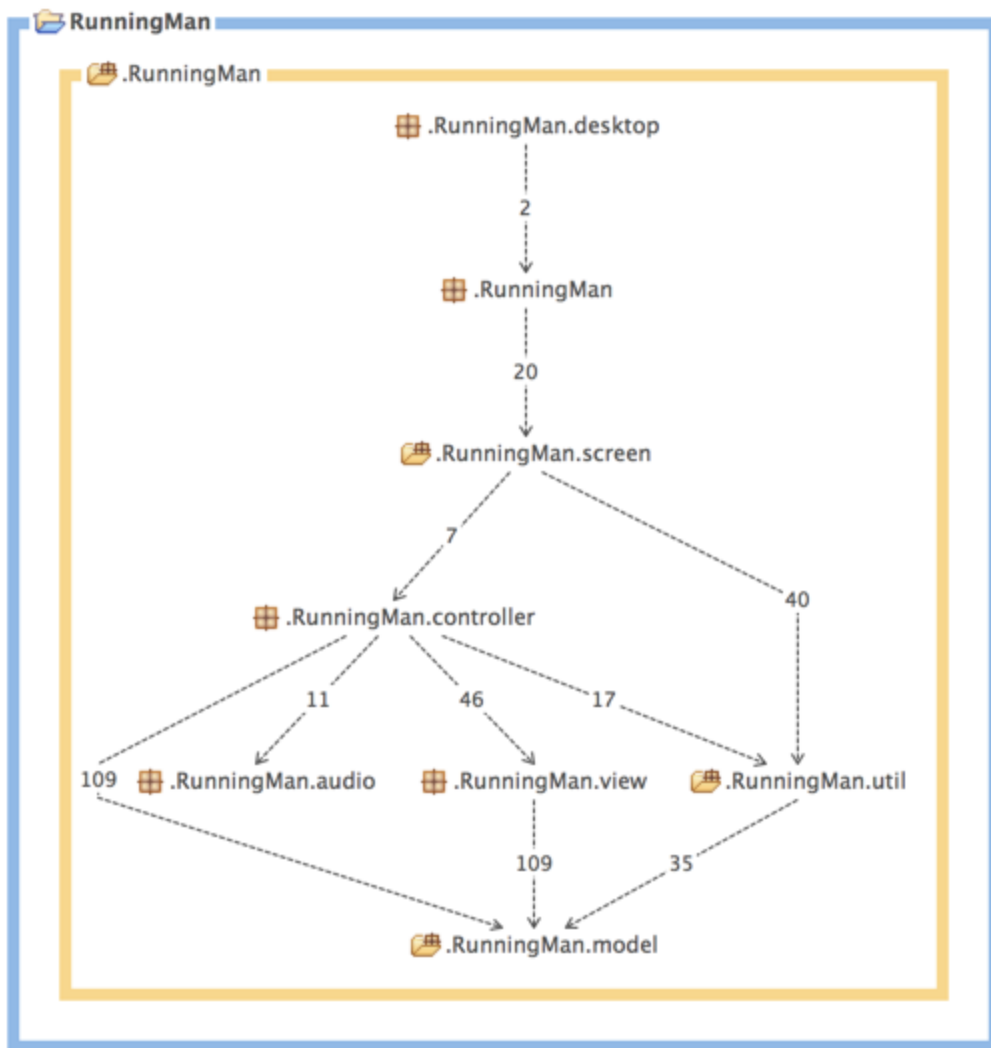 RunningMan
.RunningMan
.RunningMan.desktop
2
.RunningMan
20
.RunningMan.screen
7
40
.RunningMan.controller
11
46
17
109
.RunningMan.audio
.RunningMan.view
.RunningMan.util
109
35
.RunningMan.model